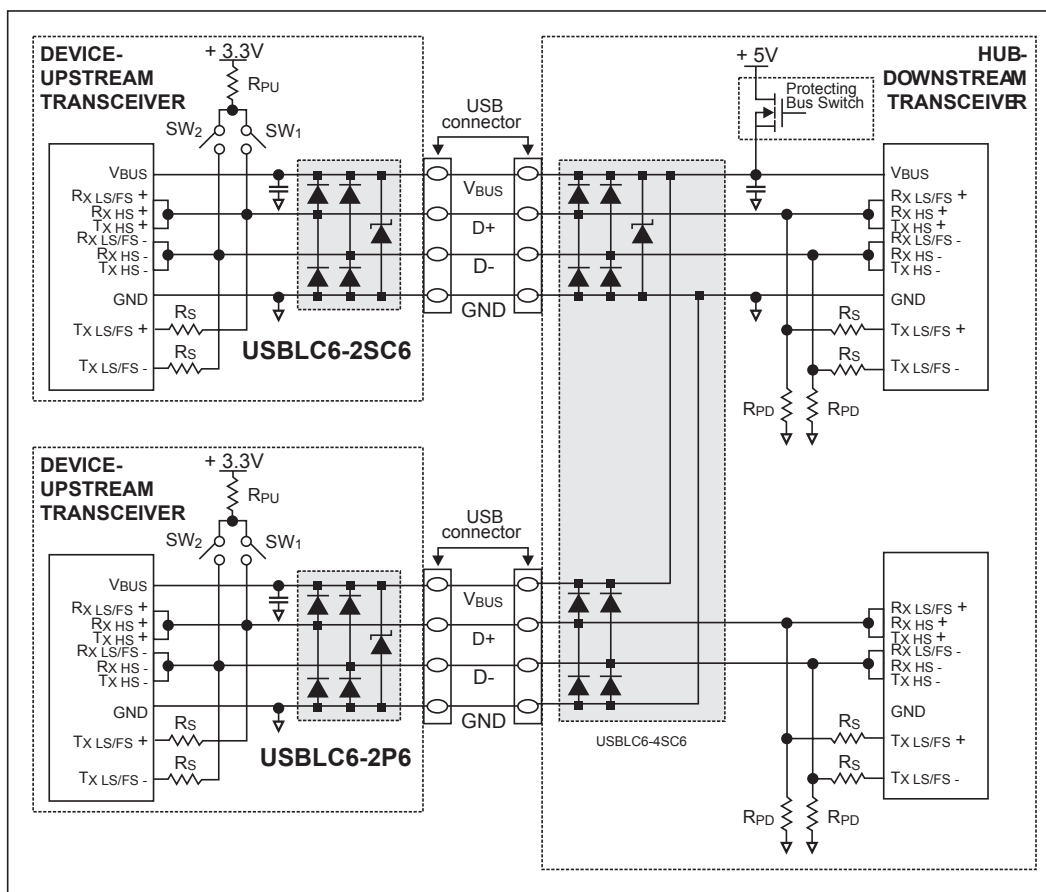 DEVICE-
UPSTREAM
TRANSCEIVER
+ 3.3V
RPU
SW2
SW1
VBUS
RX LS/FS +
RX HS +
TX HS +
RX LS/FS -
RX HS -
TX HS -
GND
TX LS/FS +
TX LS/FS -
RS
RS
USBLC6-2SC6
USB
connector
VBUS
D+
D-
GND
HUB-
DOWNSTREAM
TRANSCEIVER
+ 5V
Protecting
Bus Switch
VBUS
RX LS/FS +
RX HS +
TX HS +
RX LS/FS -
RX HS -
TX HS -
GND
TX LS/FS +
TX LS/FS -
RS
RS
RPD
RPD
DEVICE-
UPSTREAM
TRANSCEIVER
+ 3.3V
RPU
SW2
SW1
VBUS
RX LS/FS +
RX HS +
TX HS +
RX LS/FS -
RX HS -
TX HS -
GND
TX LS/FS +
TX LS/FS -
RS
RS
USBLC6-2P6
USB
connector
VBUS
D+
D-
GND
USBLC6-4SC6
RX LS/FS +
RX HS +
TX HS +
RX LS/FS -
RX HS -
TX HS -
GND
TX LS/FS +
TX LS/FS -
RS
RS
RPD
RPD